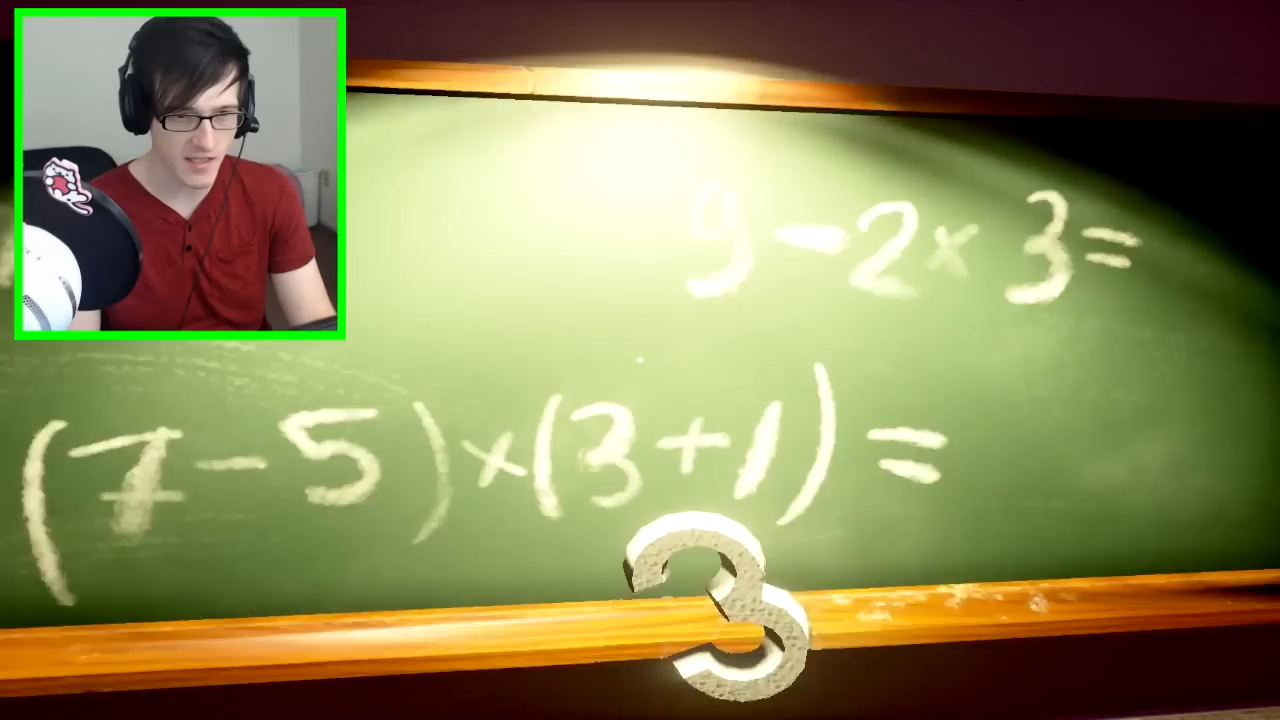 9-2×3=
(7-5)×(3+1)=
3